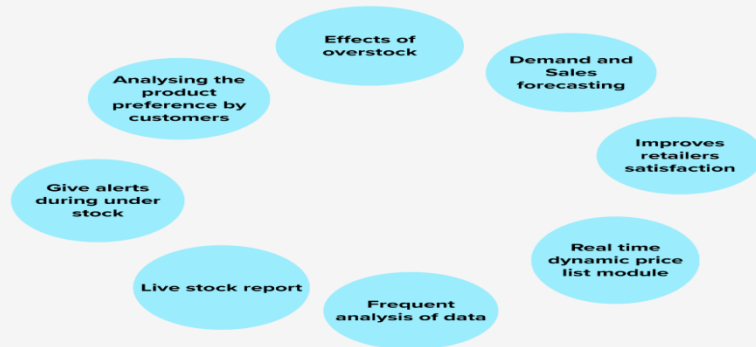 Effects of
overstock
Demand and
Sales
forecasting
Analysing the
product
preference by
customers
Improves
retailers
satisfaction
Give alerts
during under
stock
Real time
dynamic price
list module
Live stock report
Frequent
analysis of data